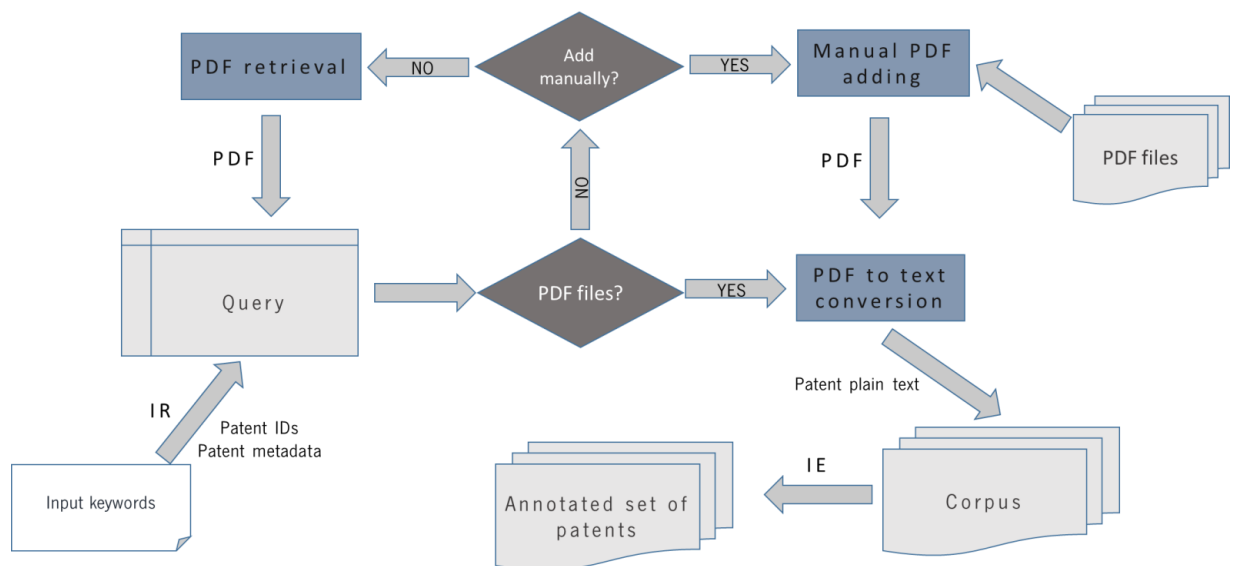 PDF retrieval
NO
Add
manually?
YES
Manual PDF
adding
PDF
PDF
PDF files
NO
Query
PDF files?
YES
PDF to text
conversion
IR
Patent IDs
Patent metadata
Patent plain text
Input keywords
Annotated set of
patents
IE
Corpus